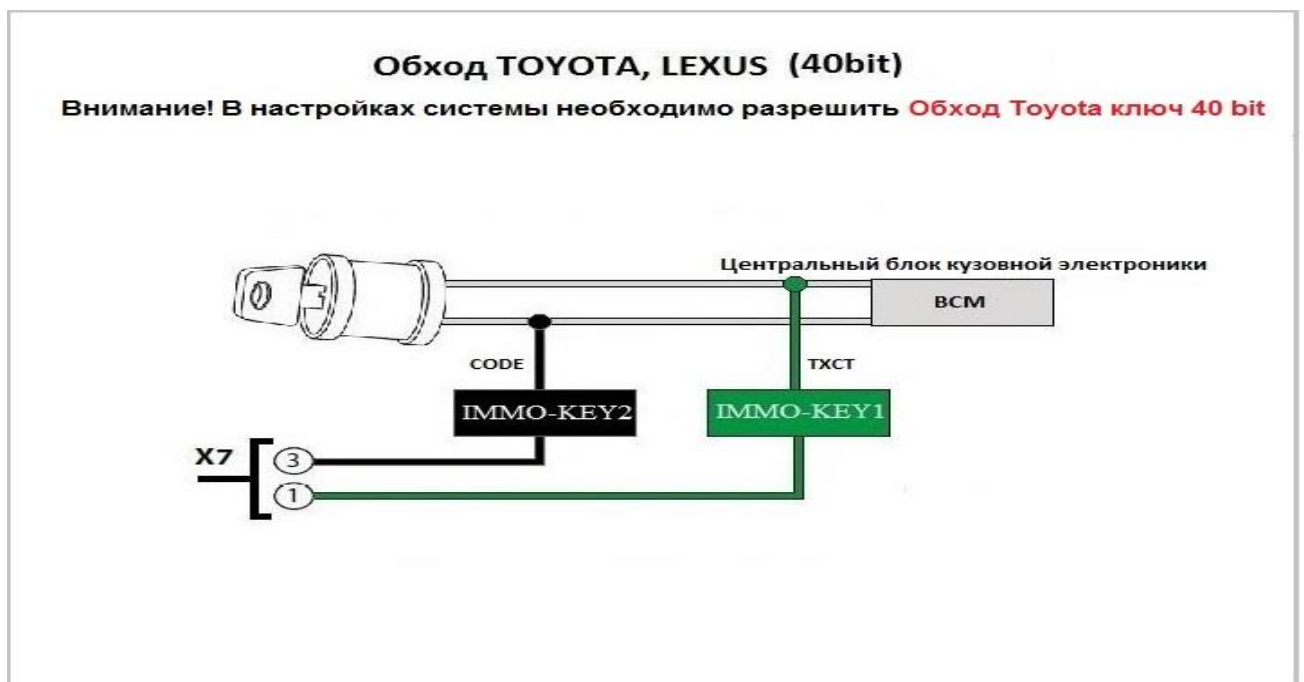 Обход TOYOTA, LEXUS (40bit)
Внимание! В настройках системы необходимо разрешить Обход Toyota ключ 40 bit
Центральный блок кузовной электроники
BCM
CODE
TXCT
IMMO-KEY2
IMMO-KEY1
X7
3
1